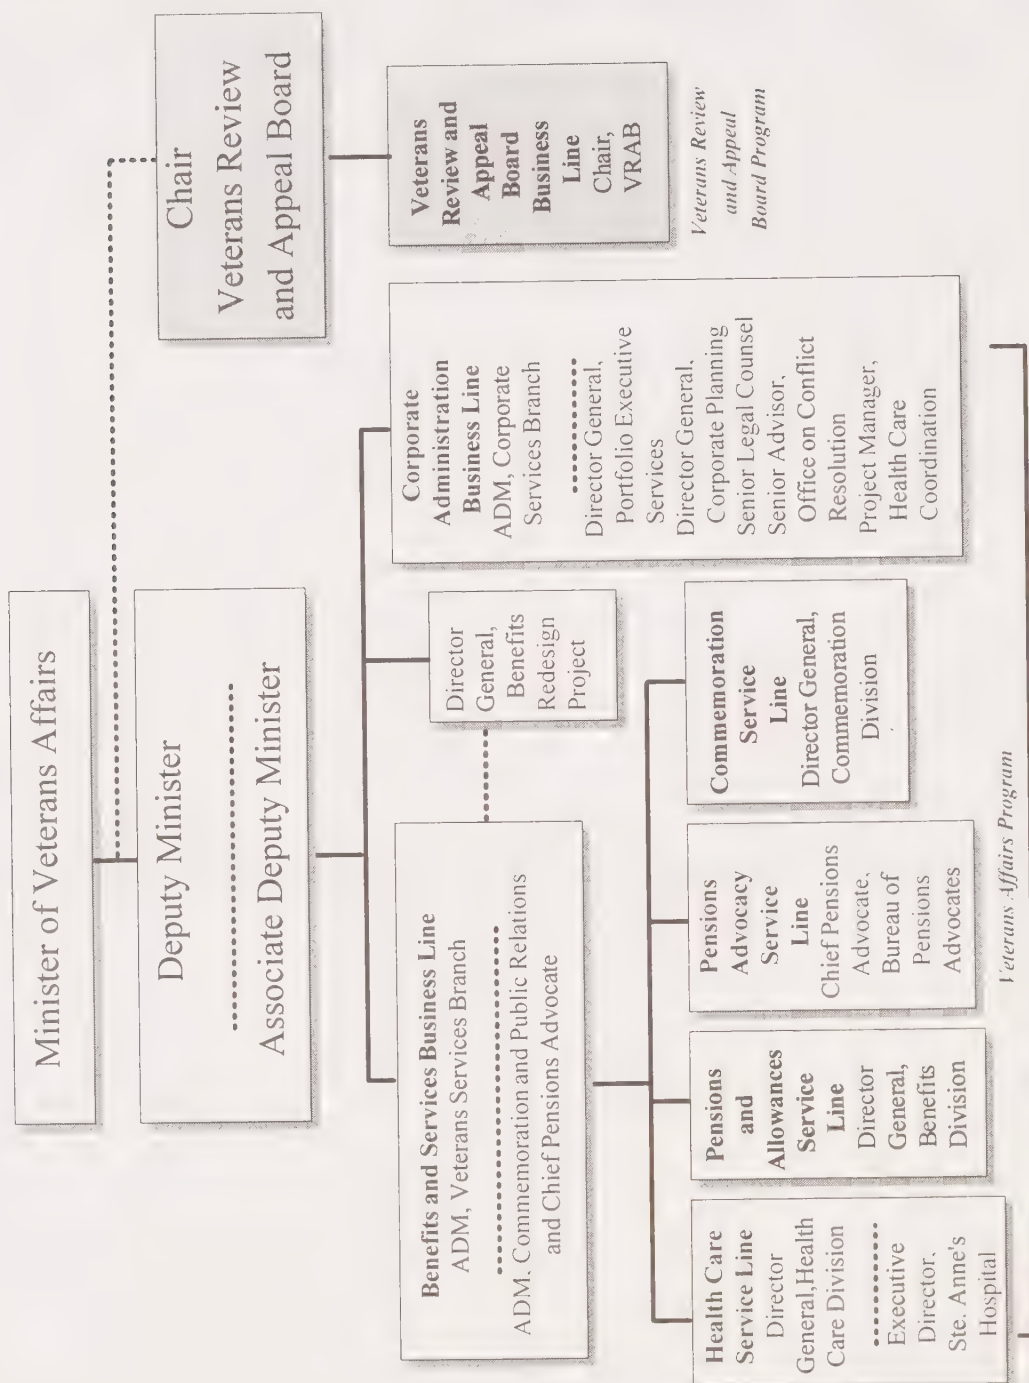 Minister of Veterans Affairs
Deputy Minister
Associate Deputy Minister
Chair
Veterans Review
and Appeal Board
Benefits and Services Business Line
ADM, Veterans Services Branch
ADM, Commemoration and Public Relations
and Chief Pensions Advocate
Director
General,
Benefits
Redesign
Project
Corporate
Administration
Business Line
ADM, Corporate
Services Branch
Director General,
Portfolio Executive
Services
Director General,
Corporate Planning
Senior Legal Counsel
Senior Advisor,
Office on Conflict
Resolution
Project Manager,
Health Care
Coordination
Veterans
Review and
Appeal
Board
Business
Line
Chair,
VRAB
Veterans Review
and Appeal
Board Program
Health Care
Service Line
Director
General,Health
Care Division
Executive
Director,
Ste. Anne's
Hospital
Pensions
and
Allowances
Service
Line
Director
General,
Benefits
Division
Pensions
Advocacy
Service
Line
Chief Pensions
Advocate,
Bureau of
Pensions
Advocates
Commemoration
Service
Line
Director General,
Commemoration
Division
Veterans Affairs Program